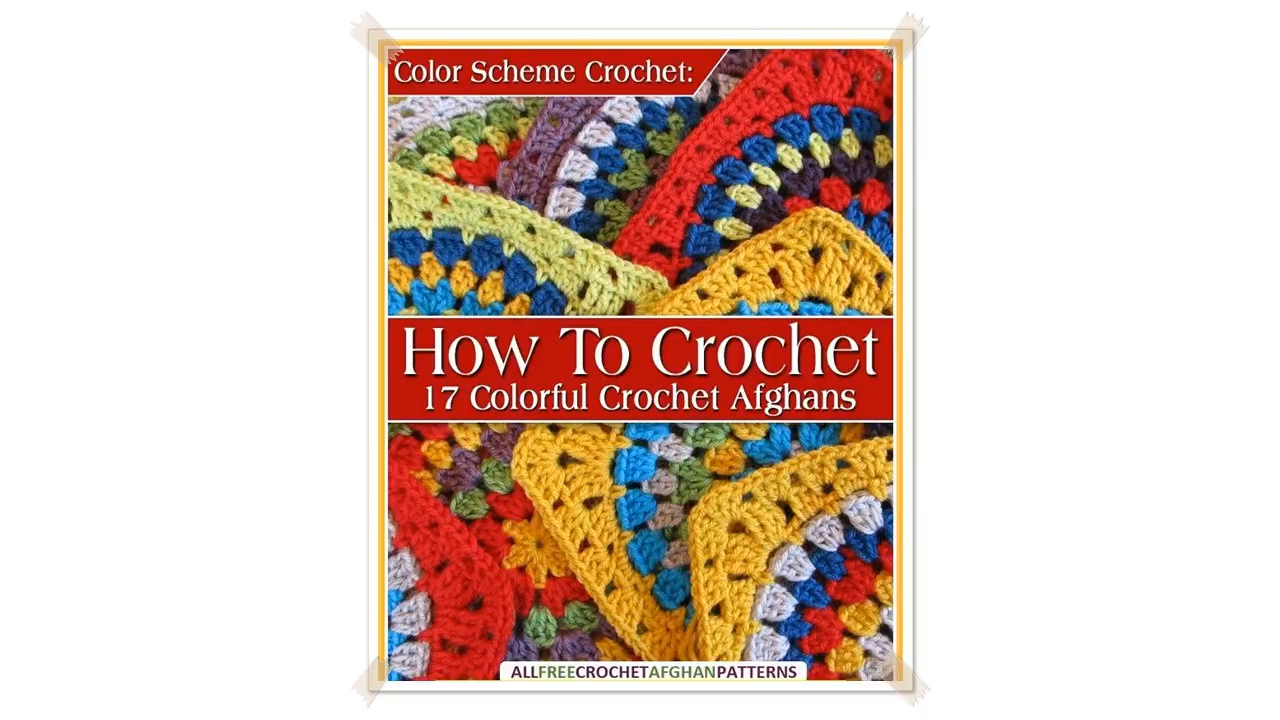 Color Scheme Crochet:
How To Crochet
17 Colorful Crochet Afghans
ALLFREECROCHETAFGHANPATTERNS